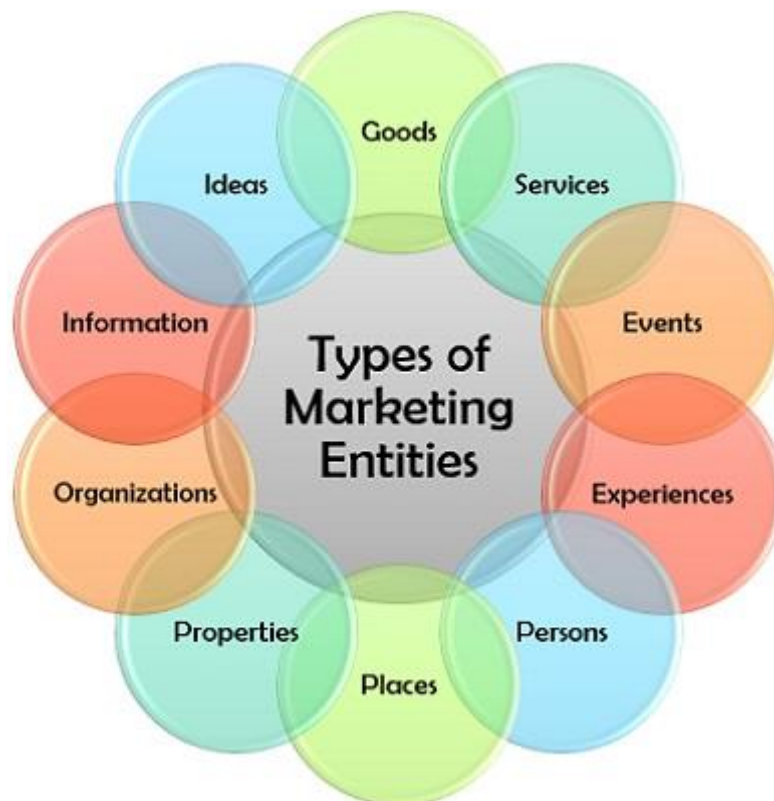 Types of
Marketing
Entities
Goods
Services
Events
Experiences
Persons
Places
Properties
Organizations
Information
Ideas